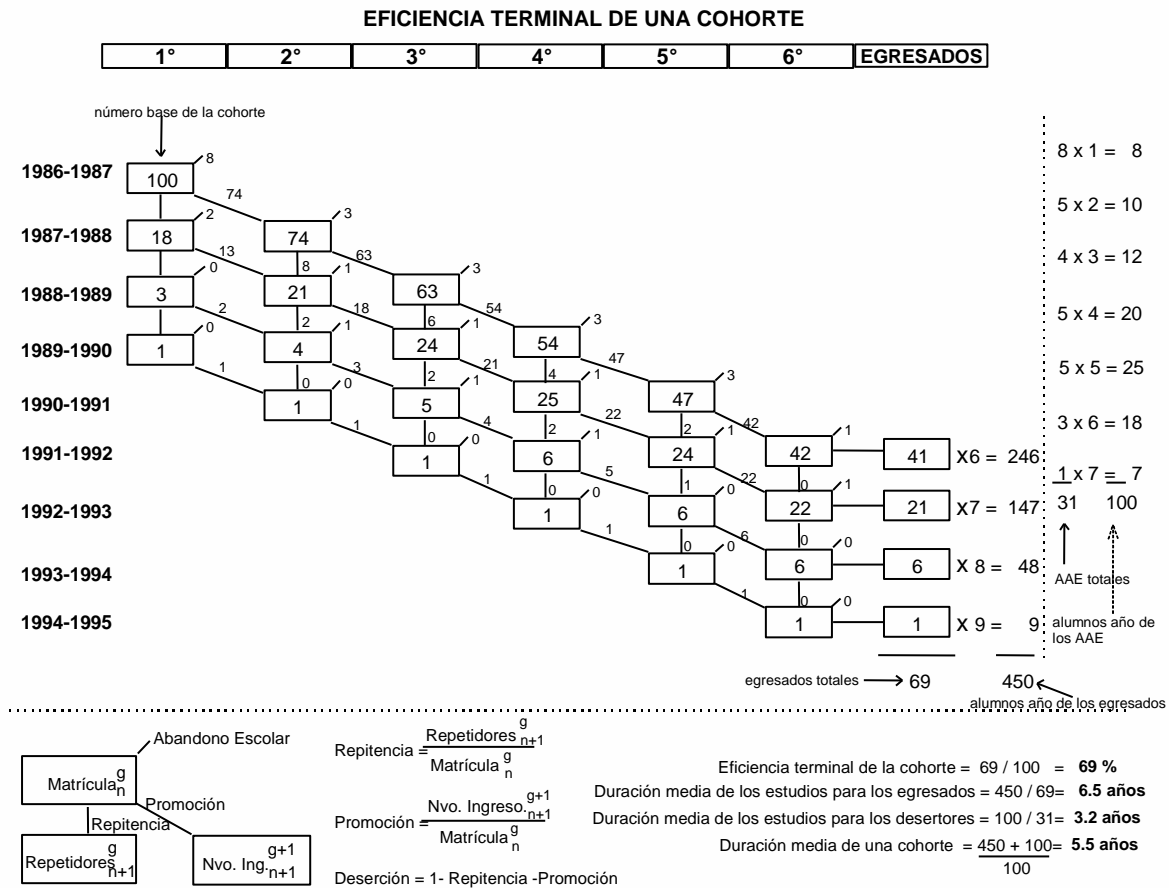 EFICIENCIA TERMINAL DE UNA COHORTE
1° 2° 3° 4° 5° 6° EGRESADOS
número base de la cohorte
8
8 x 1 = 8
1986-1987 100
74
5 x 2 = 10
2 3
1987-1988 18 74
13 63
4 x 3 = 12
0 8 1 3
1988-1989 3 21 63
2 18 54
5 x 4 = 20
0 2 1 6 1 3
1989-1990 1 4 24 54
1 3 21 47
5 x 5 = 25
0 0 2 1 4 1 3
1990-1991 1 5 25 47
1 4 22 42
3 x 6 = 18
0 0 2 1 2 1 1
1991-1992 1 6 24 42 41 x6 = 246
1 5 22
1 x 7 = 7
31 100
0 0 1 0 0 1
1992-1993 1 6 22 21 x7 = 147
1 6
0 0 0 0
1993-1994 1 6 6 x 8 = 48
1
AAE totales
0 0
1994-1995 1 1 x 9 = 9
alumnos año de
los AAE
egresados totales 69 450
alumnos año de los egresados
Abandono Escolar
Matrícula g n
Promoción
Repitencia
Repetidores g n+1
Nvo. Ing. g+1 n+1
Repitencia = Repetidores g n+1
Matrícula g n
Promoción = Nvo. Ingreso. g+1 n+1
Matrícula g n
Deserción = 1- Repitencia -Promoción
Eficiencia terminal de la cohorte = 69 / 100 = 69 %
Duración media de los estudios para los egresados = 450 / 69= 6.5 años
Duración media de los estudios para los desertores = 100 / 31= 3.2 años
Duración media de una cohorte = 450 + 100= 5.5 años
100